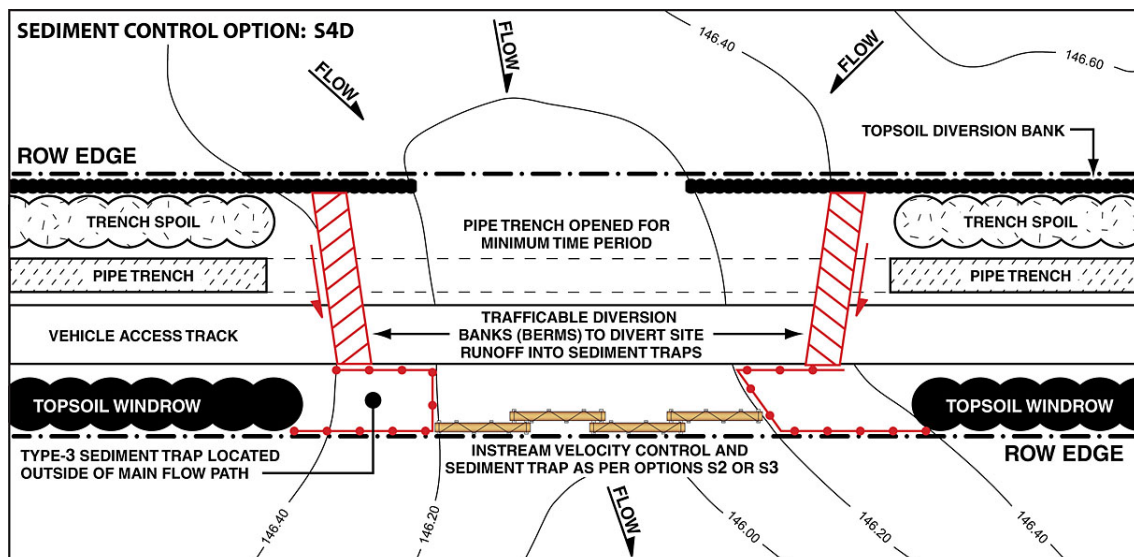 SEDIMENT CONTROL OPTION: S4D
FLOW
FLOW
146.40
FLOW
146.60
TOPSOIL DIVERSION BANK
ROW EDGE
TRENCH SPOIL
PIPE TRENCH OPENED FOR
MINIMUM TIME PERIOD
TRENCH SPOIL
PIPE TRENCH
PIPE TRENCH
VEHICLE ACCESS TRACK
TRAFFICABLE DIVERSION
BANKS (BERMS) TO DIVERT SITE
RUNOFF INTO SEDIMENT TRAPS
TOPSOIL WINDROW
TOPSOIL WINDROW
TYPE-3 SEDIMENT TRAP LOCATED
OUTSIDE OF MAIN FLOW PATH
INSTREAM VELOCITY CONTROL AND
SEDIMENT TRAP AS PER OPTIONS S2 OR S3
ROW EDGE
146.40
146.20
FLOW
146.00
146.20
146.40